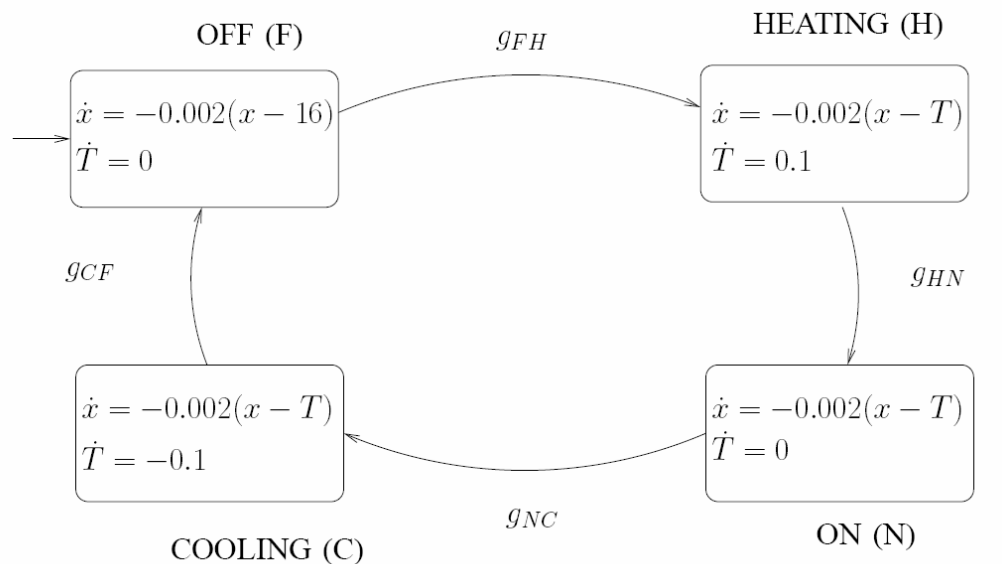 OFF (F)
g_{FH}
HEATING (H)
ẋ = −0.002(x − 16)
Ṫ = 0
ẋ = −0.002(x − T)
Ṫ = 0.1
g_{CF}
g_{HN}
ẋ = −0.002(x − T)
Ṫ = −0.1
ẋ = −0.002(x − T)
Ṫ = 0
g_{NC}
COOLING (C)
ON (N)